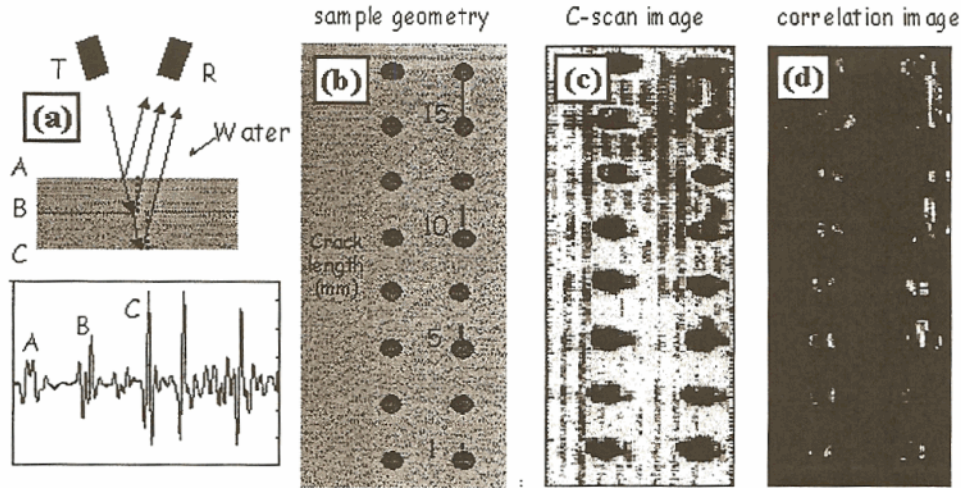 sample geometry
C-scan image
correlation image
T
R
(a)
Water
A
B
C
A
B
C
(b)
15
10
Crack
length
(mm)
5
1
(c)
(d)